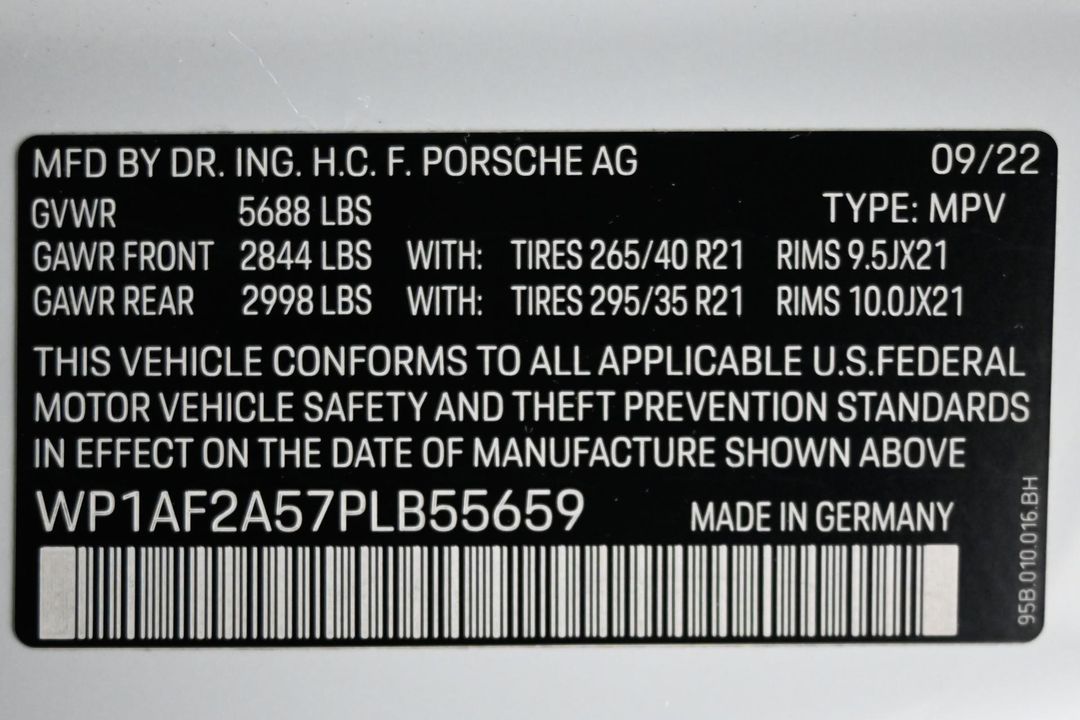 MFD BY DR. ING. H.C. F. PORSCHE AG 09/22
GVWR 5688 LBS TYPE: MPV
GAWR FRONT 2844 LBS WITH: TIRES 265/40 R21 RIMS 9.5JX21
GAWR REAR 2998 LBS WITH: TIRES 295/35 R21 RIMS 10.0JX21
THIS VEHICLE CONFORMS TO ALL APPLICABLE U.S.FEDERAL
MOTOR VEHICLE SAFETY AND THEFT PREVENTION STANDARDS
IN EFFECT ON THE DATE OF MANUFACTURE SHOWN ABOVE
WP1AF2A57PLB55659 MADE IN GERMANY
95B.010.016.BH